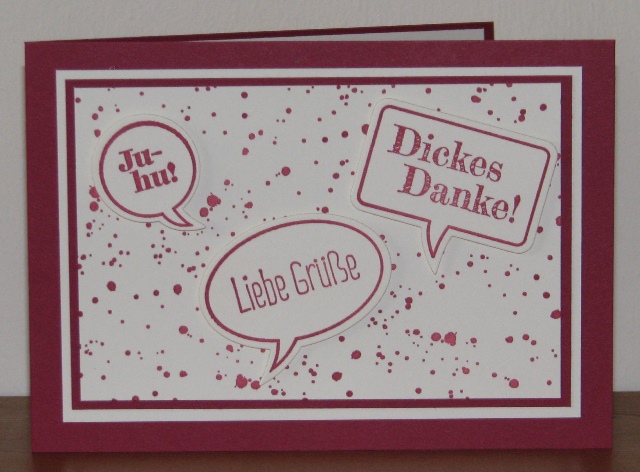 Ju-
hu!
Dickes
Danke!
Liebe Grüße